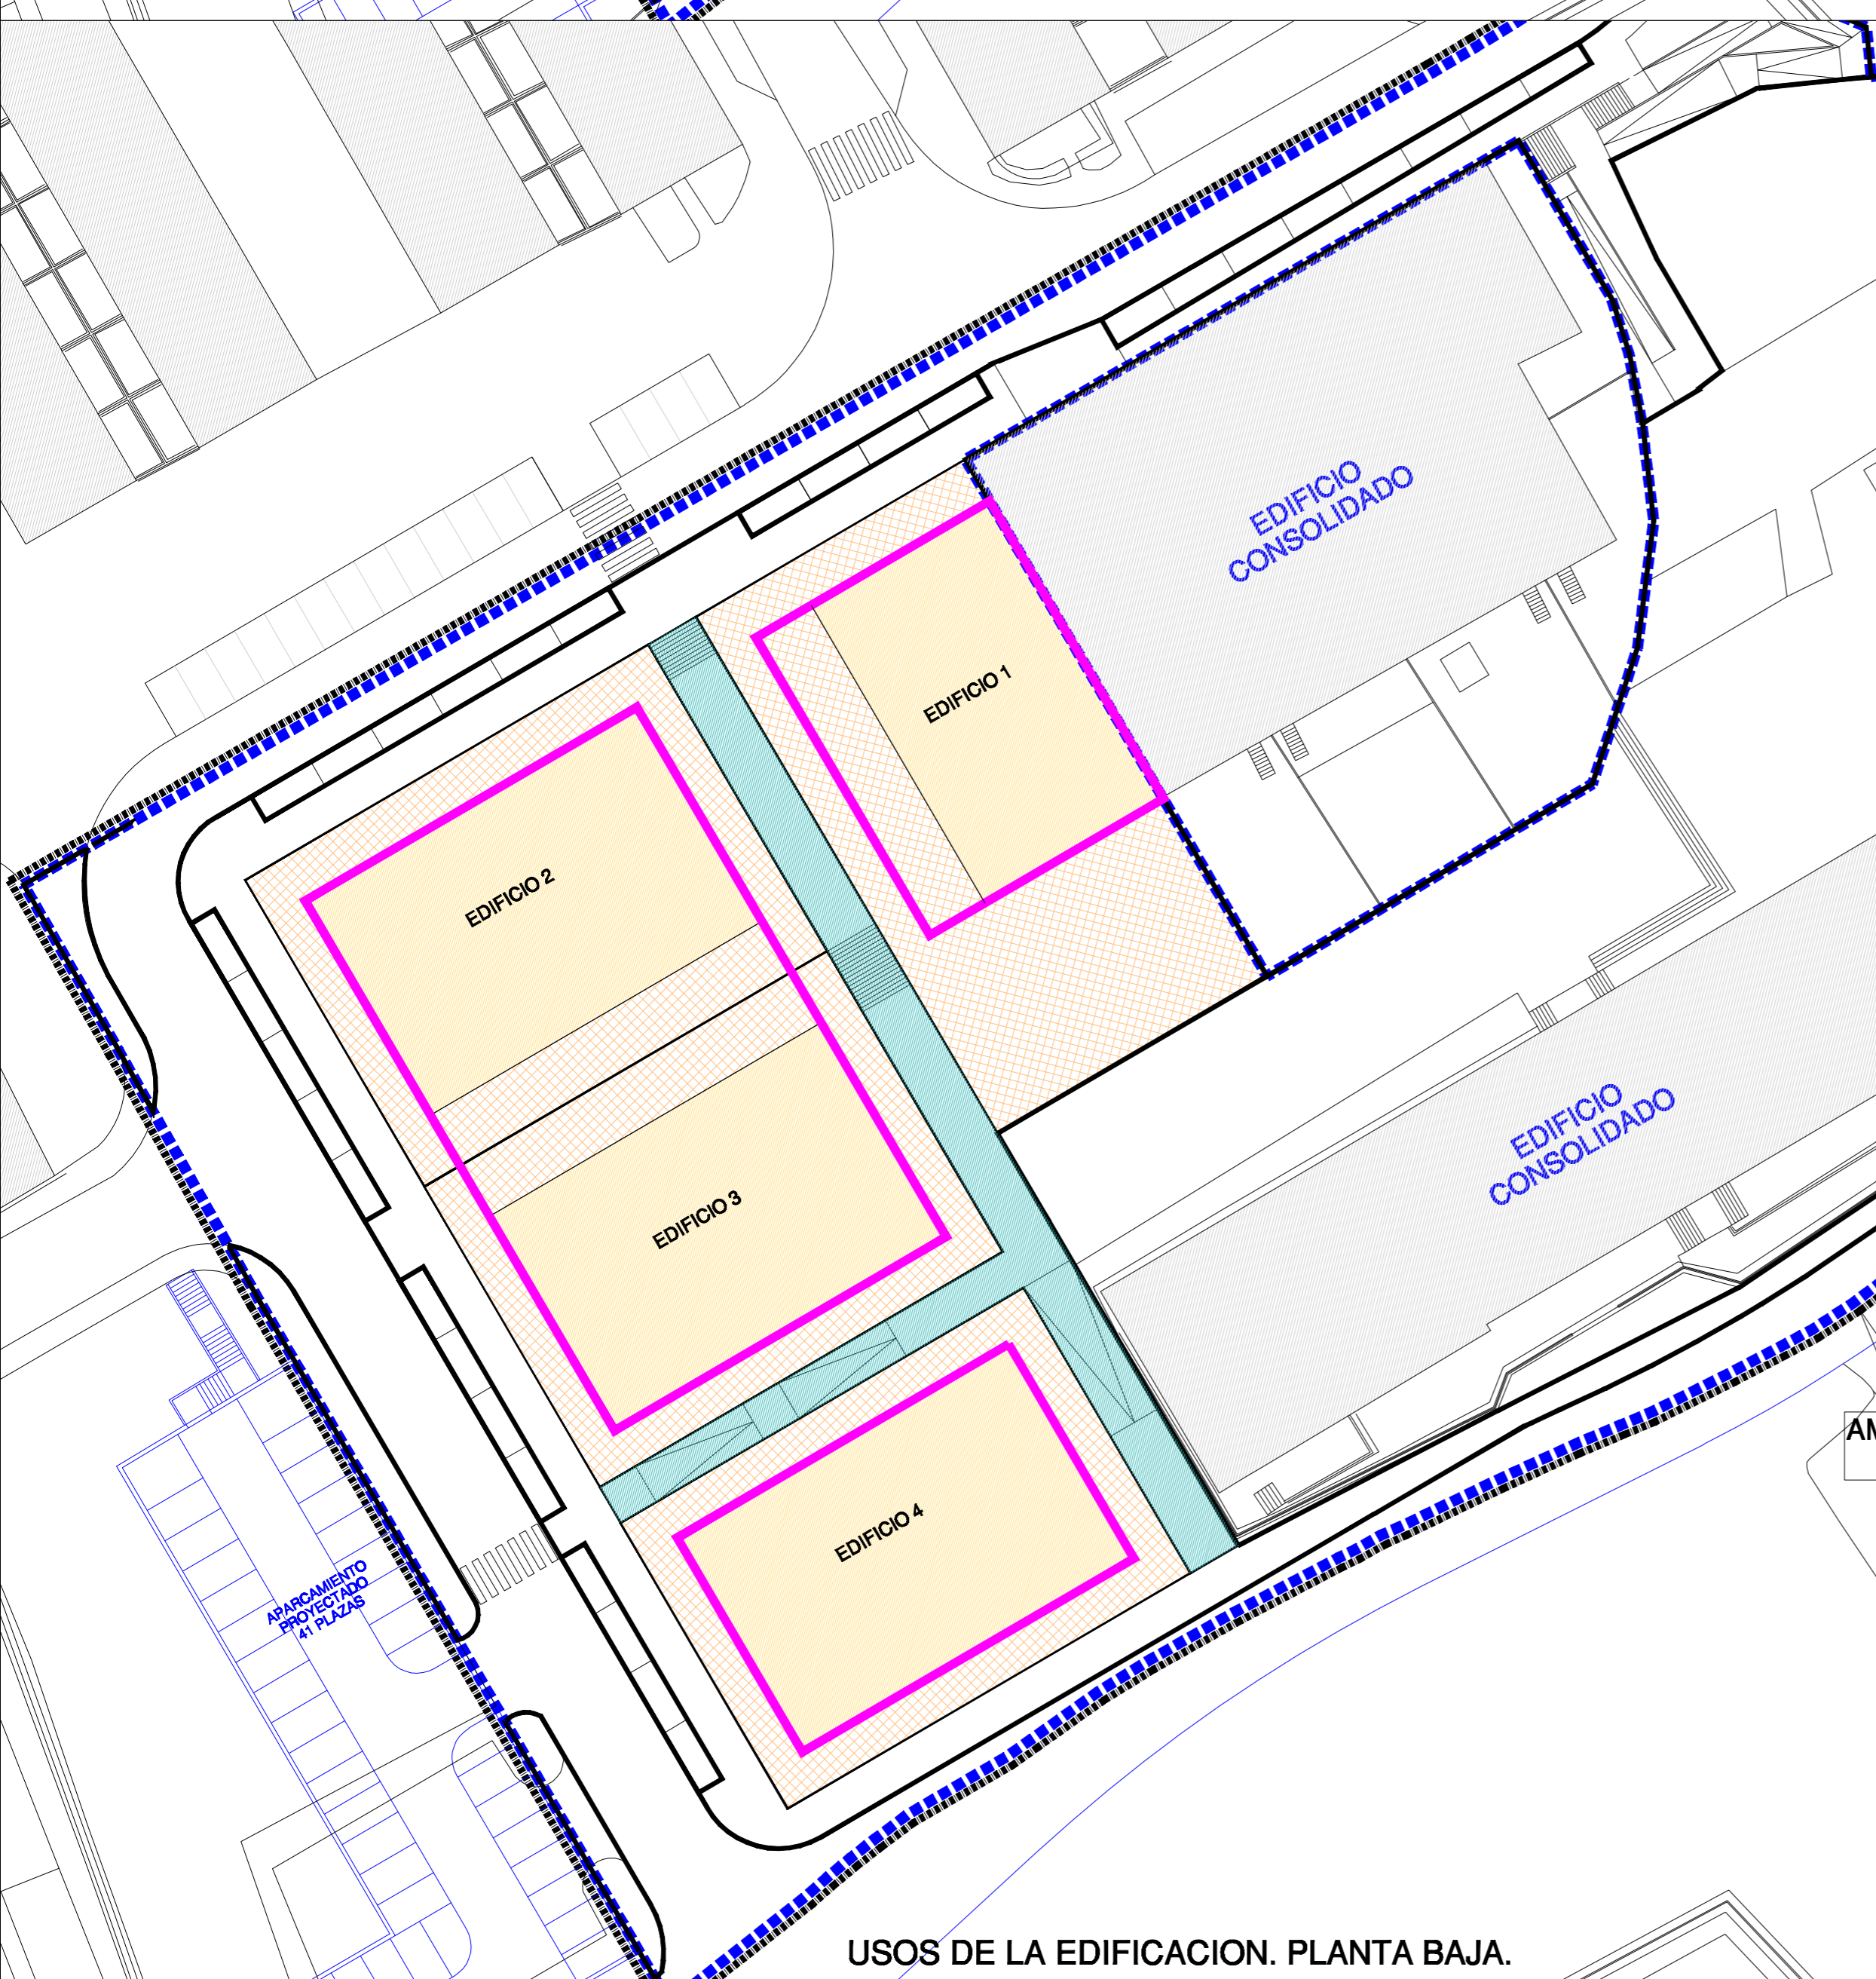 EDIFICIO
CONSOLIDADO
EDIFICIO 1
EDIFICIO 2
EDIFICIO 3
EDIFICIO
CONSOLIDADO
EDIFICIO 4
APARCAMIENTO
PROYECTADO
41 PLAZAS
AM
USOS DE LA EDIFICACION. PLANTA BAJA.